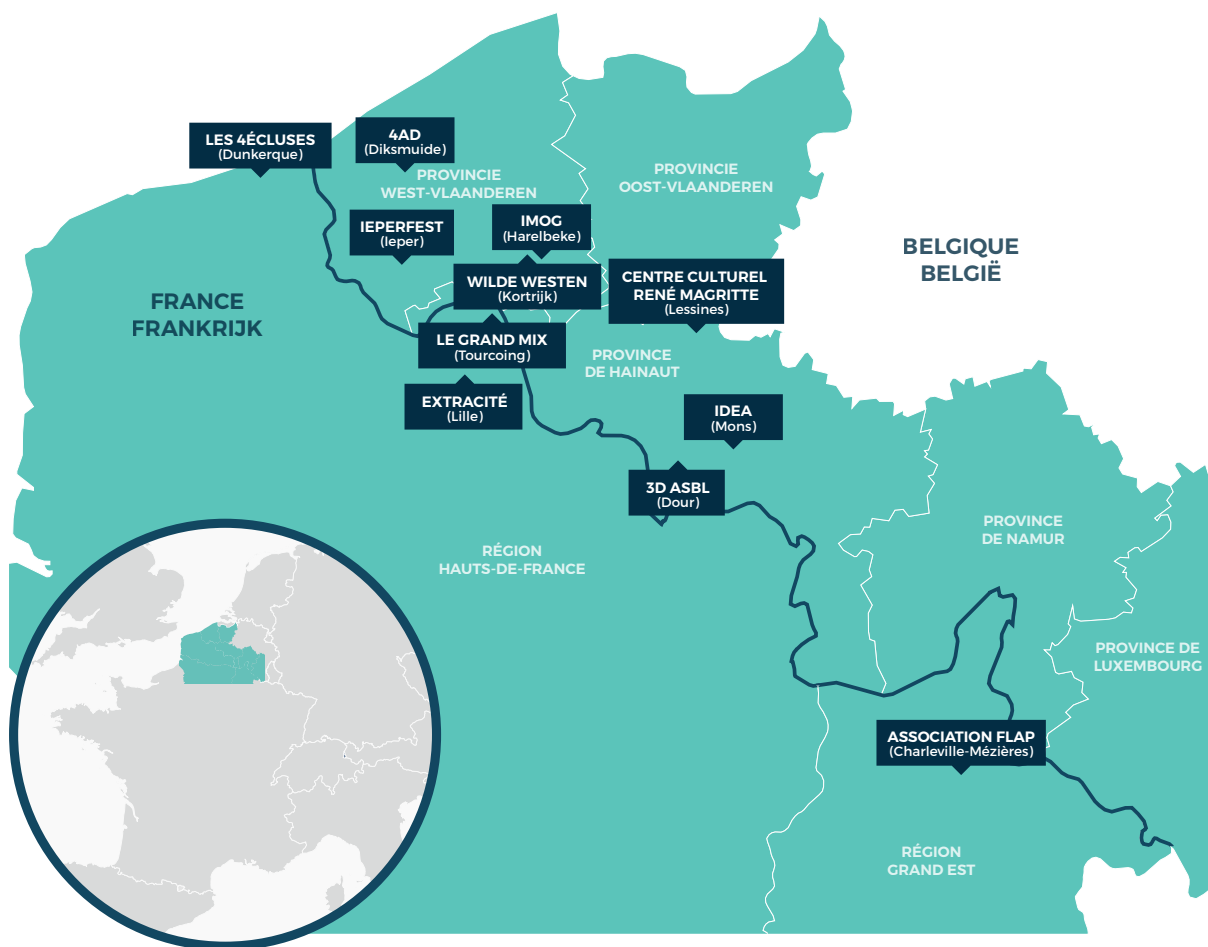 LES 4ÉCLUSES
(Dunkerque)
4AD
(Diksmuide)
PROVINCIE
WEST-VLAANDEREN
PROVINCIE
OOST-VLAANDEREN
IEPERFEST
(Ieper)
IMOG
(Harelbeke)
BELGIQUE
BELGIË
WILDE WESTEN
(Kortrijk)
CENTRE CULTUREL
RENÉ MAGRITTE
(Lessines)
FRANCE
FRANKRIJK
LE GRAND MIX
(Tourcoing)
PROVINCE
DE HAINAUT
EXTRACITÉ
(Lille)
IDEA
(Mons)
3D ASBL
(Dour)
PROVINCE
DE NAMUR
RÉGION
HAUTS-DE-FRANCE
PROVINCE DE
LUXEMBOURG
ASSOCIATION FLAP
(Charleville-Mézières)
RÉGION
GRAND EST